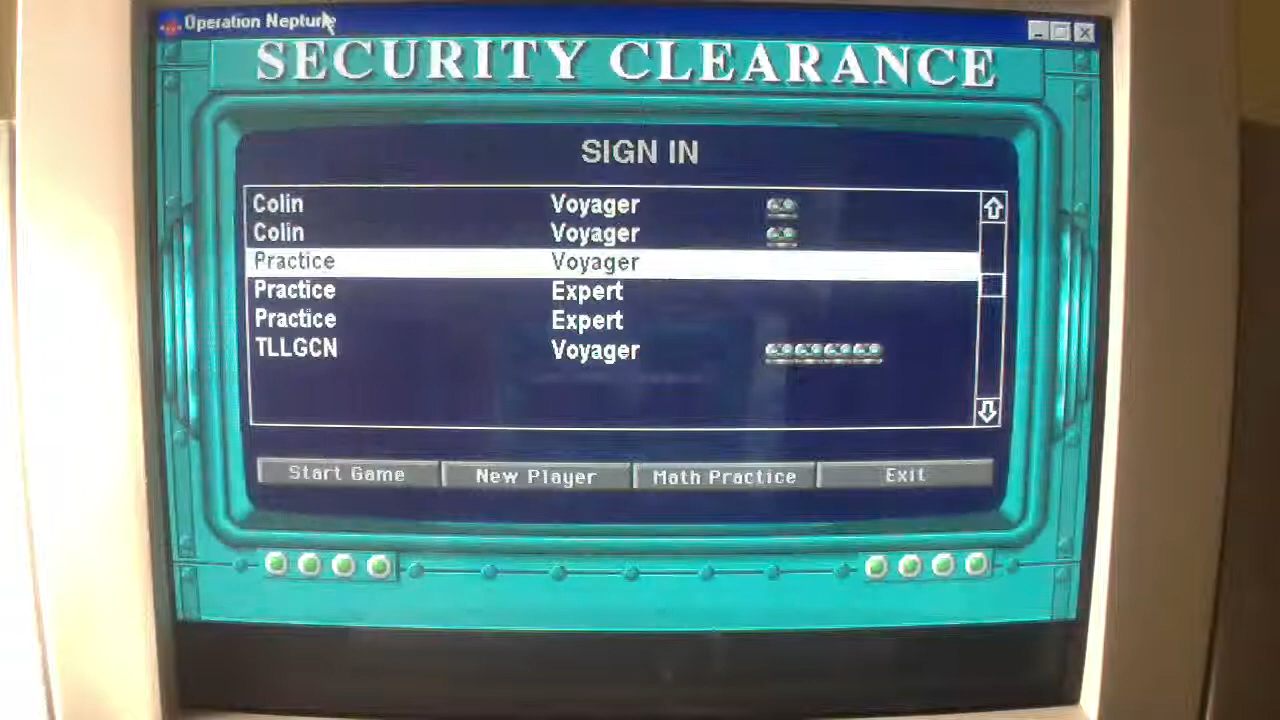 Operation Neptune
SECURITY CLEARANCE
SIGN IN
Colin Voyager
Colin Voyager
Practice Voyager
Practice Expert
Practice Expert
TLLGCN Voyager
Start Game New Player Math Practice Exit